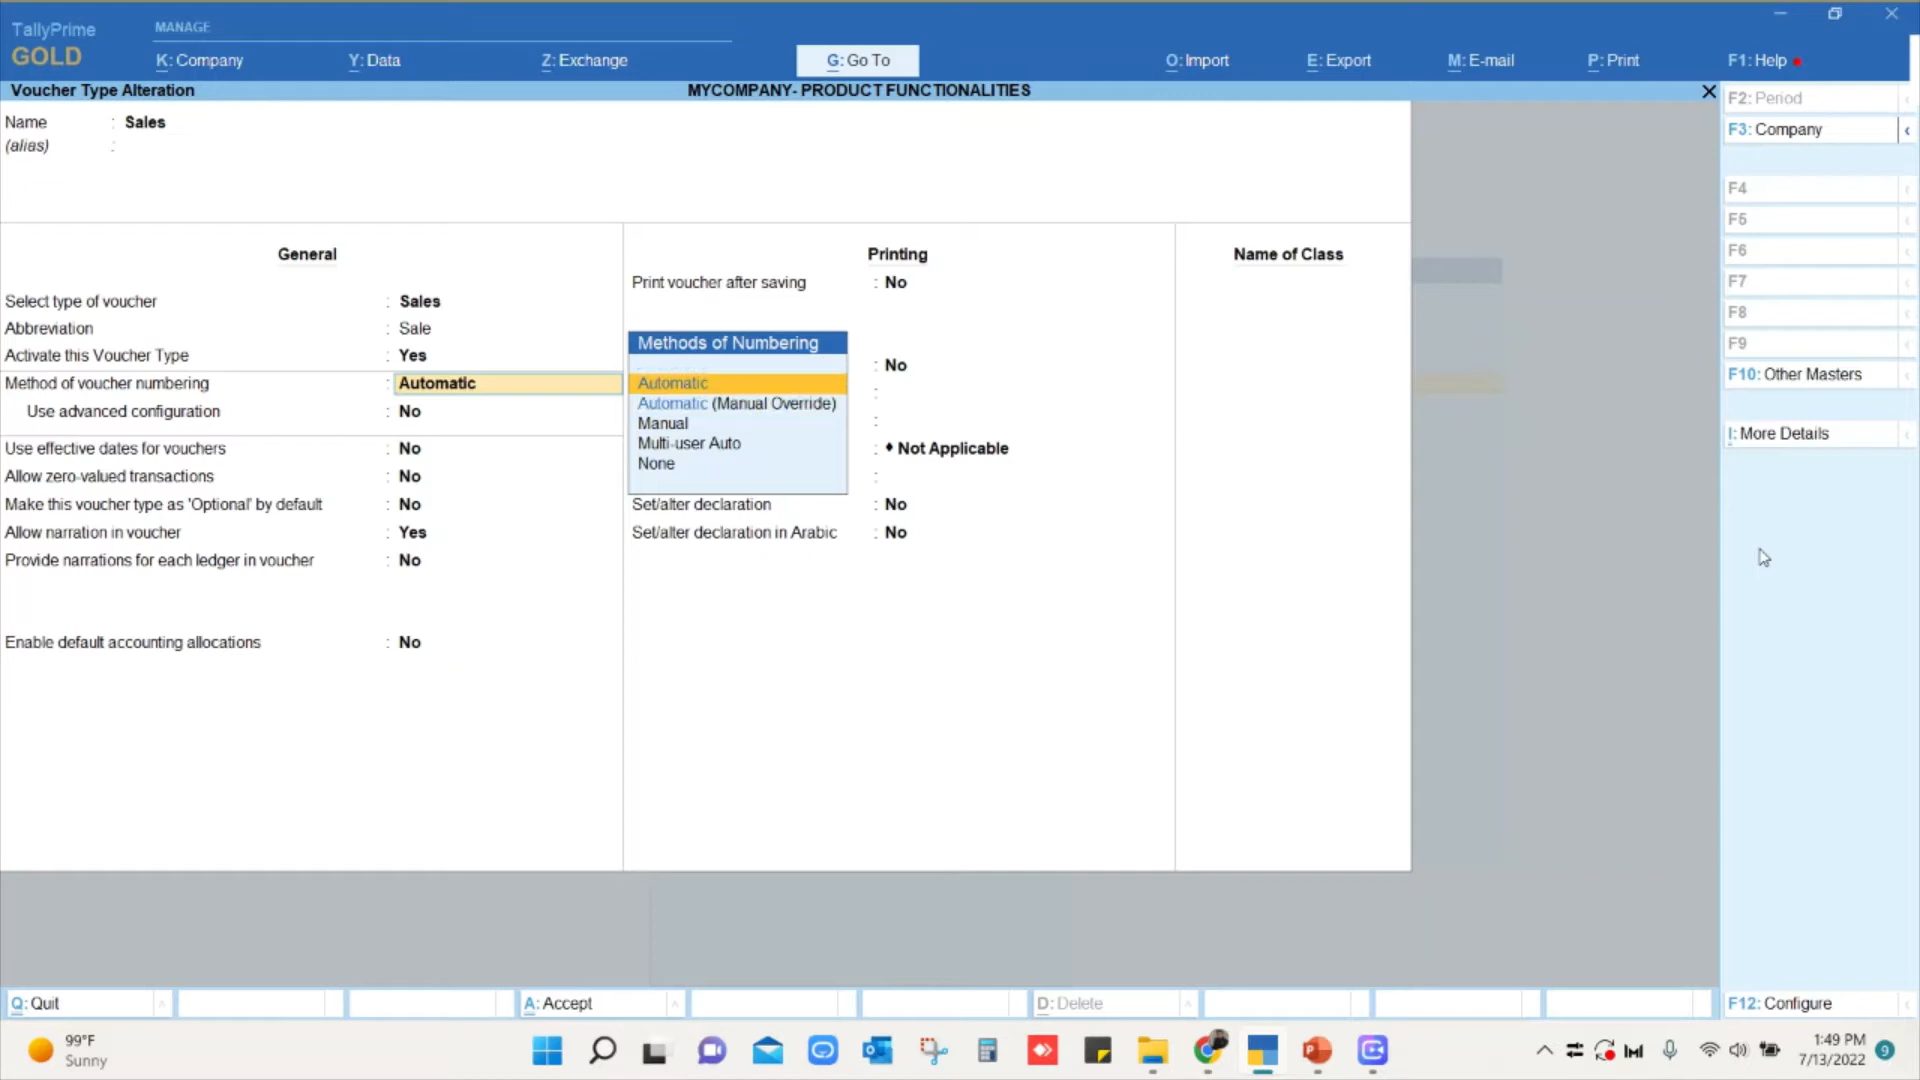 TallyPrime
GOLD
MANAGE
K: Company
Y: Data
Z: Exchange
G: Go To
O: Import
E: Export
M: E-mail
P: Print
F1: Help
Voucher Type Alteration
MYCOMPANY- PRODUCT FUNCTIONALITIES
Name : Sales
(alias) :
General
Select type of voucher : Sales
Abbreviation : Sale
Activate this Voucher Type : Yes
Method of voucher numbering : Automatic
Use advanced configuration : No
Use effective dates for vouchers : No
Allow zero-valued transactions : No
Make this voucher type as 'Optional' by default : No
Allow narration in voucher : Yes
Provide narrations for each ledger in voucher : No
Enable default accounting allocations : No
Printing
Print voucher after saving : No
Methods of Numbering
Automatic
Automatic (Manual Override)
Manual
Multi-user Auto
None
: No
:
:
: ♦ Not Applicable
:
Set/alter declaration : No
Set/alter declaration in Arabic : No
Name of Class
F2: Period
F3: Company
F4
F5
F6
F7
F8
F9
F10: Other Masters
I: More Details
F12: Configure
Q: Quit
A: Accept
D: Delete
99°F
Sunny
1:49 PM
7/13/2022
9